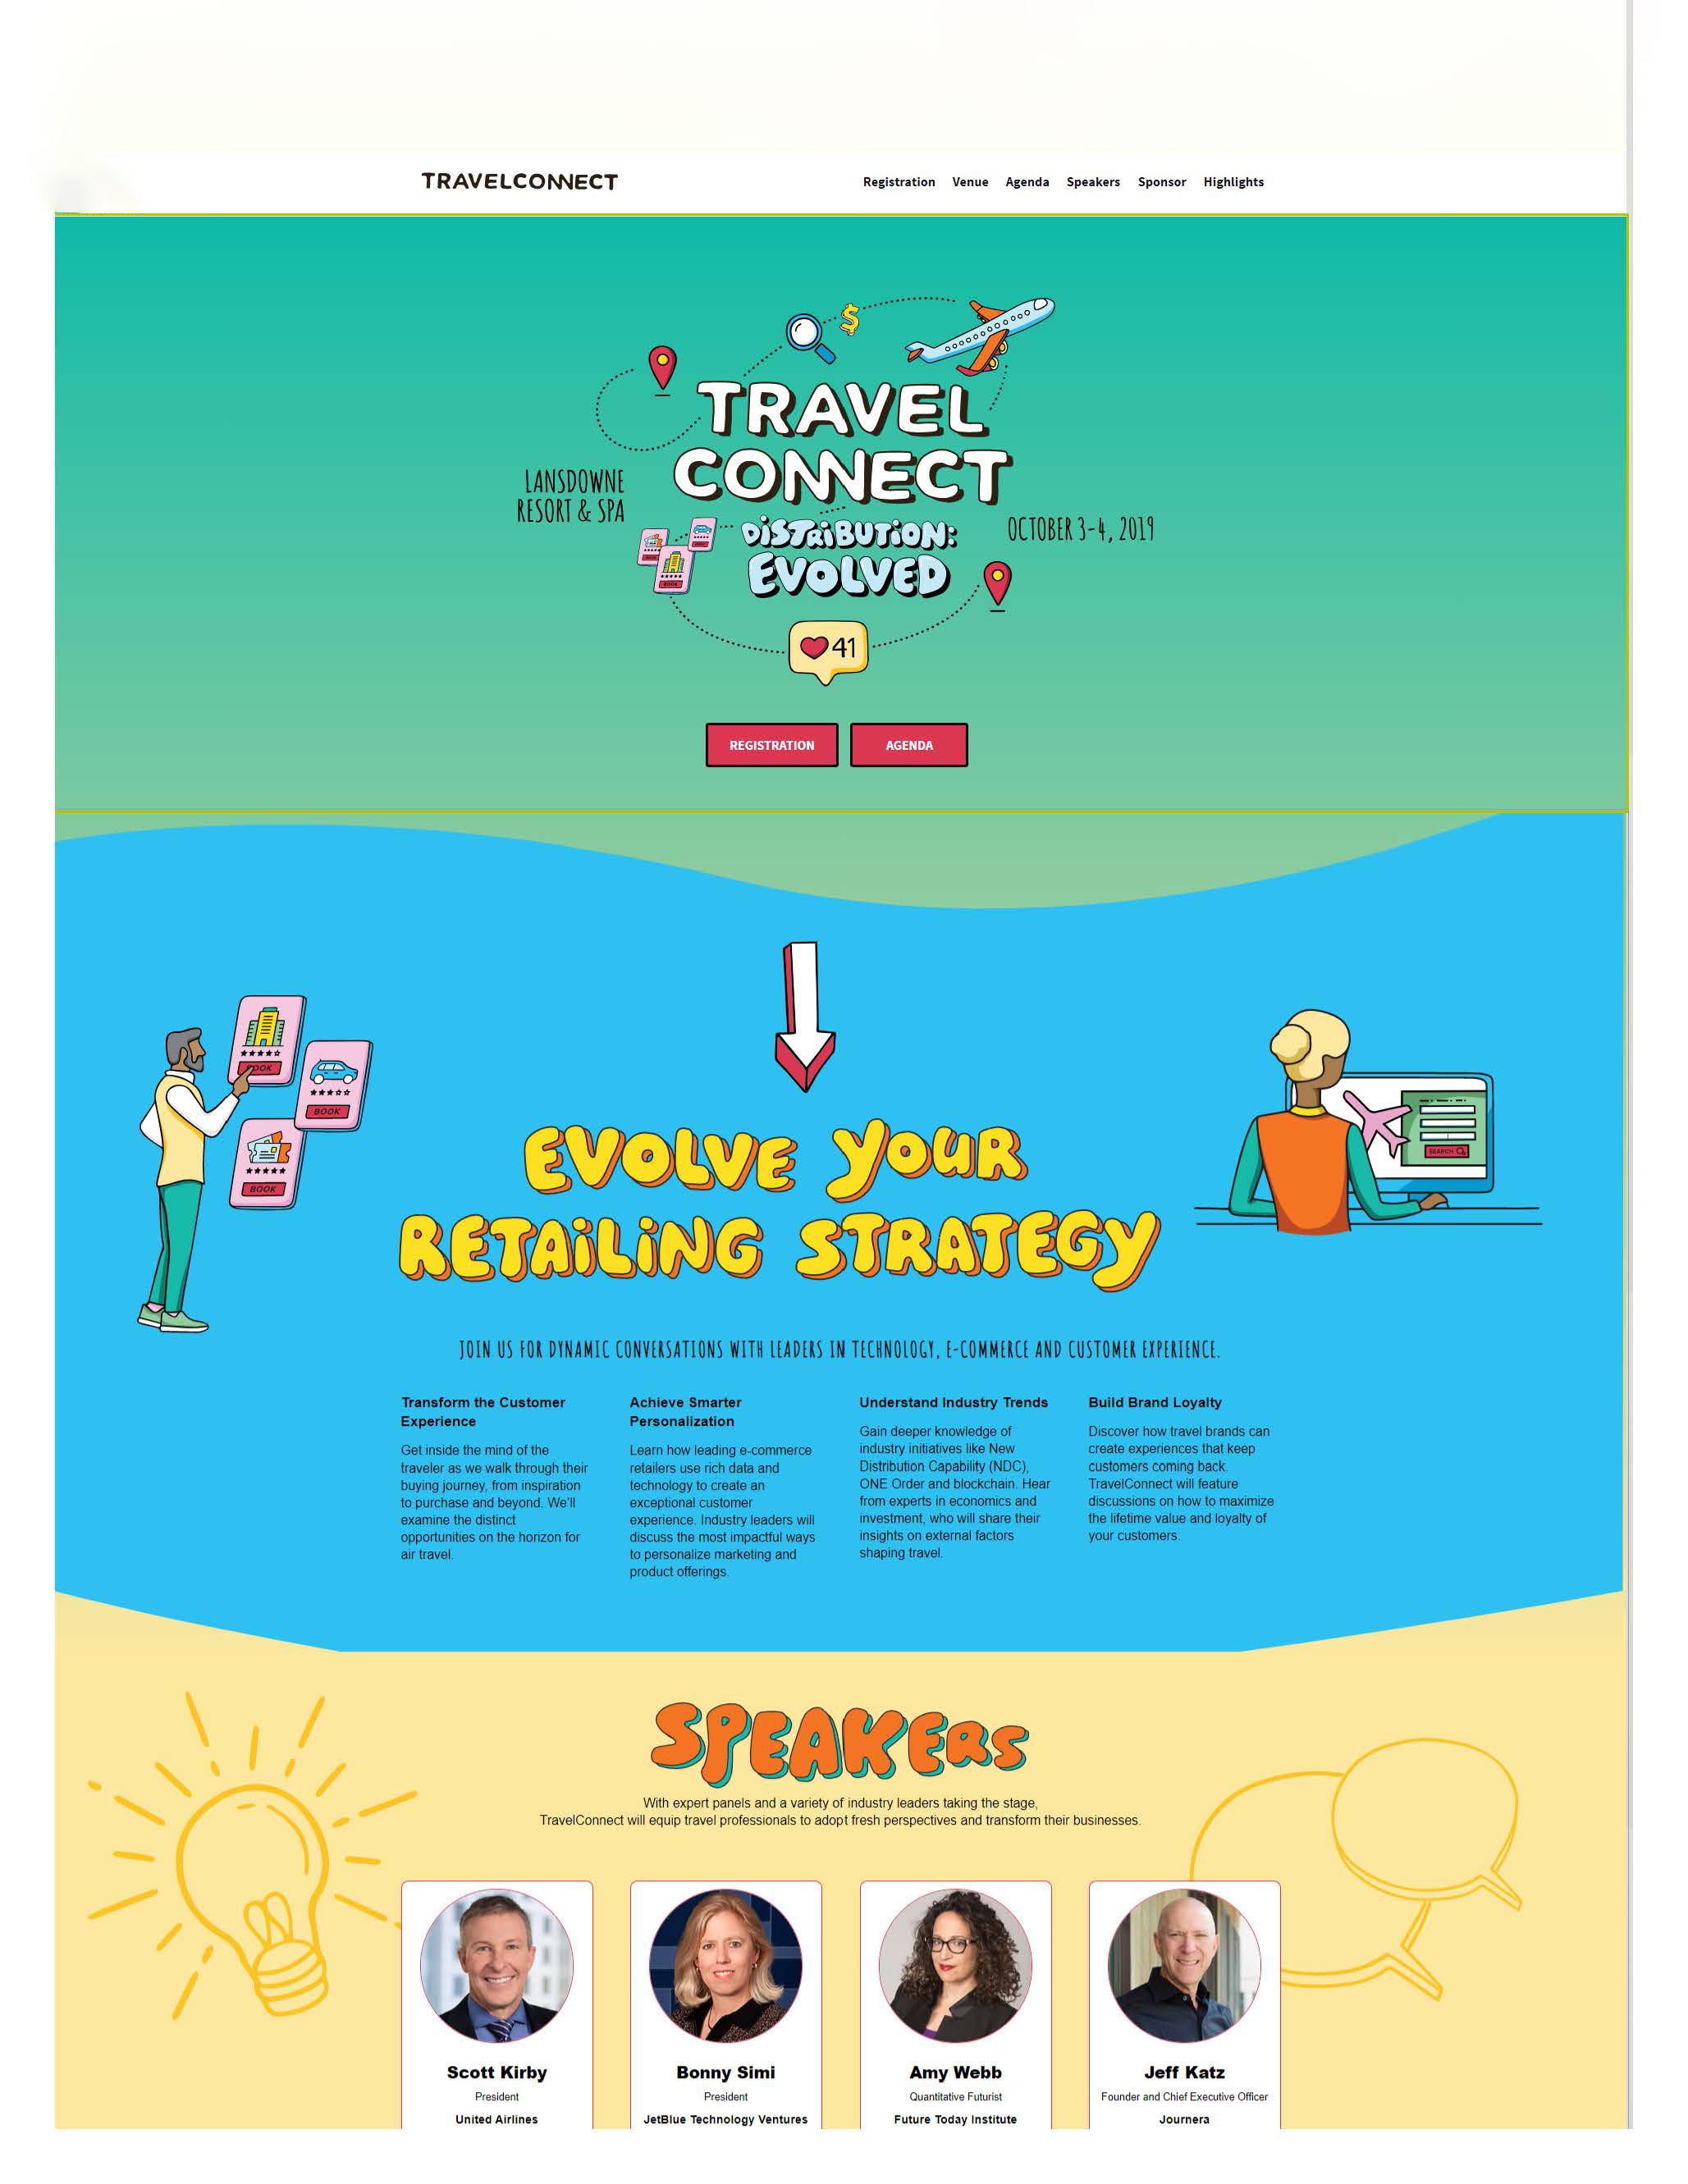 TRAVELCONNECT
Registration Venue Agenda Speakers Sponsor Highlights
$
TRAVEL
CONNECT
LANSDOWNE
RESORT & SPA
DISTRIBUTION:
EVOLVED
OCTOBER 3-4, 2019
BOOK
41
REGISTRATION
AGENDA
BOOK
BOOK
BOOK
SEARCH
EVOLVE YOUR
RETAILING STRATEGY
JOIN US FOR DYNAMIC CONVERSATIONS WITH LEADERS IN TECHNOLOGY, E-COMMERCE AND CUSTOMER EXPERIENCE.
Transform the Customer
Experience
Get inside the mind of the
traveler as we walk through their
buying journey, from inspiration
to purchase and beyond. We'll
examine the distinct
opportunities on the horizon for
air travel.
Achieve Smarter
Personalization
Learn how leading e-commerce
retailers use rich data and
technology to create an
exceptional customer
experience. Industry leaders will
discuss the most impactful ways
to personalize marketing and
product offerings.
Understand Industry Trends
Gain deeper knowledge of
industry initiatives like New
Distribution Capability (NDC),
ONE Order and blockchain. Hear
from experts in economics and
investment, who will share their
insights on external factors
shaping travel.
Build Brand Loyalty
Discover how travel brands can
create experiences that keep
customers coming back.
TravelConnect will feature
discussions on how to maximize
the lifetime value and loyalty of
your customers.
SPEAKERS
With expert panels and a variety of industry leaders taking the stage,
TravelConnect will equip travel professionals to adopt fresh perspectives and transform their businesses.
Scott Kirby
President
United Airlines
Bonny Simi
President
JetBlue Technology Ventures
Amy Webb
Quantitative Futurist
Future Today Institute
Jeff Katz
Founder and Chief Executive Officer
Journera